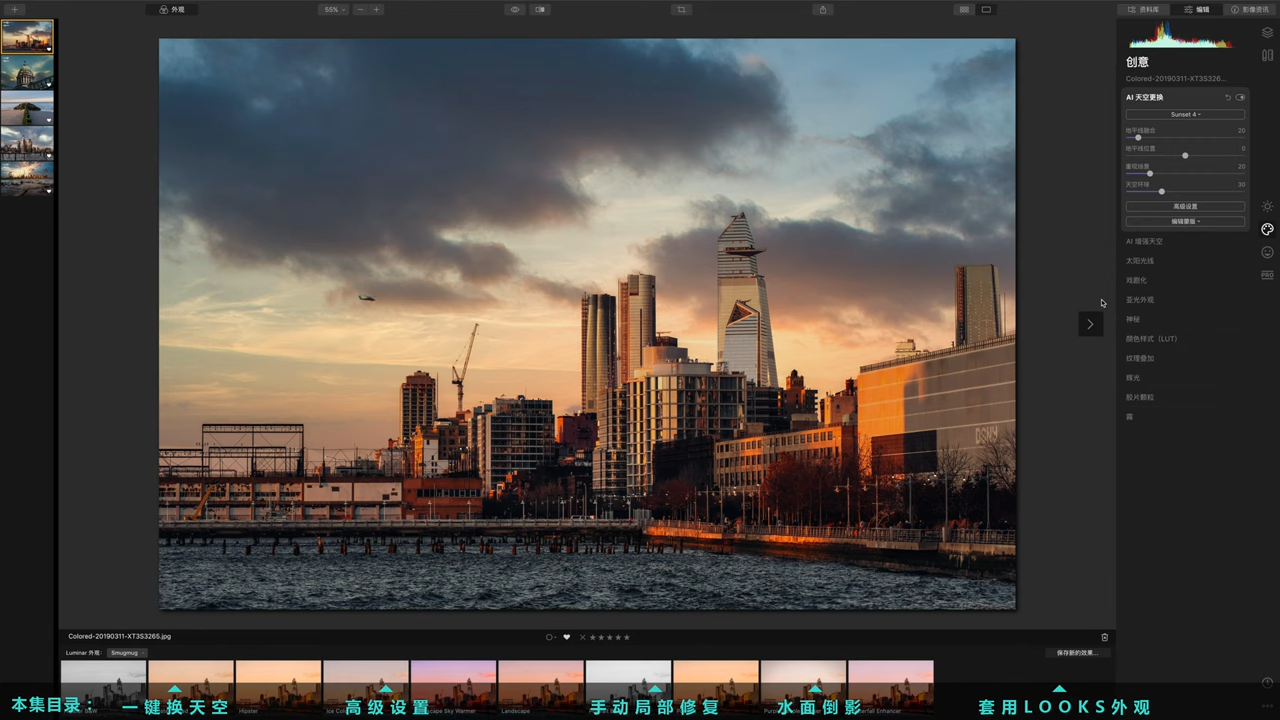 外观
55%
资料库
编辑
影像资讯
创意
Colored-20190311-XT3S326...
AI 天空更换
Sunset 4
地平线融合 20
地平线位置 0
重现场景 20
天空环境 30
高级设置
编辑蒙版
AI 增强天空
太阳光线
戏剧化
亚光外观
神秘
颜色样式（LUT）
纹理叠加
辉光
胶片颗粒
雾
PRO
Colored-20190311-XT3S3265.jpg
Luminar 外观:
Smugmug
保存新的效果...
Hipster
Landscape
本集目录：
一键换天空
高级设置
手动局部修复
水面倒影
套用LOOKS外观